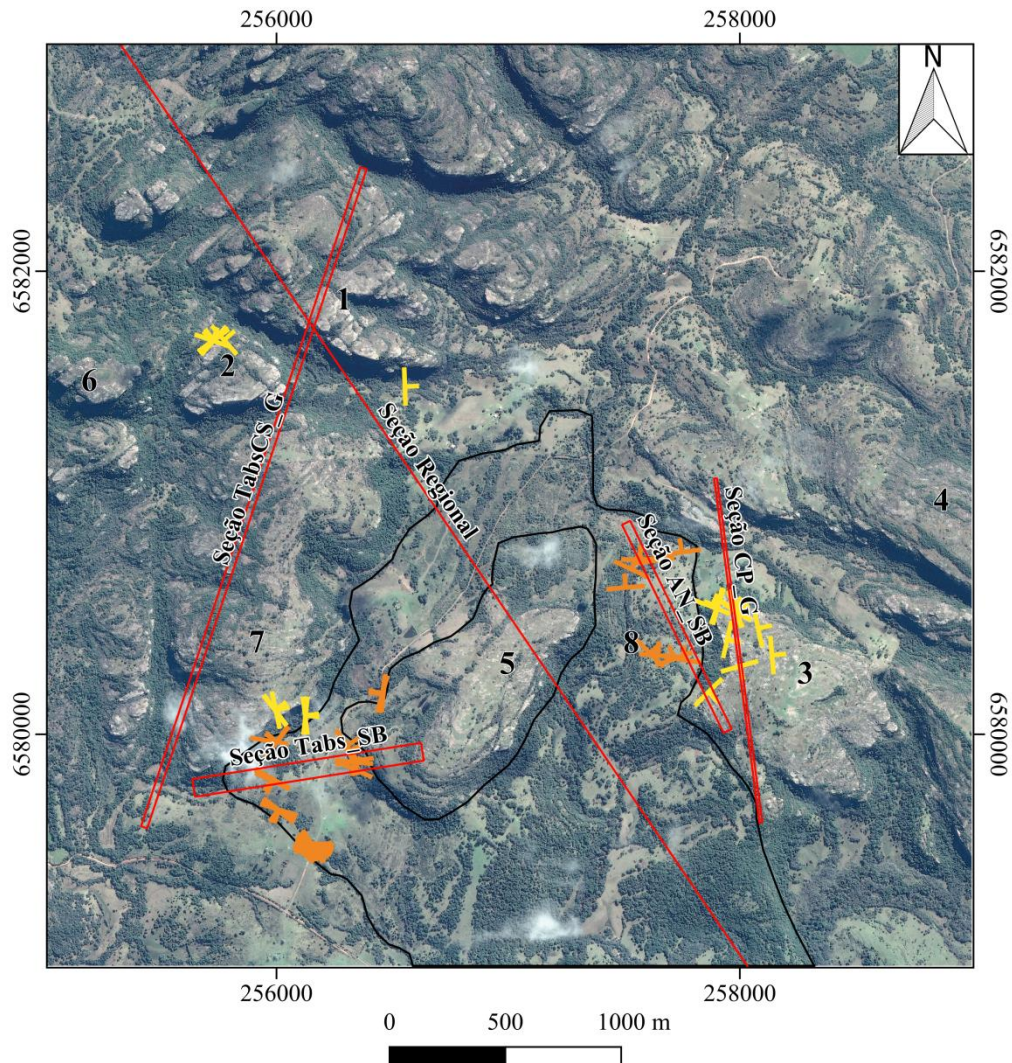 256000
258000
N
6582000
6582000
1
2
6
Seção TabsCS_G
Seção Regional
4
Seção CP_G
Seção AN_SB
7
5
8
3
6580000
6580000
Seção Tabs_SB
256000
258000
0
500
1000 m